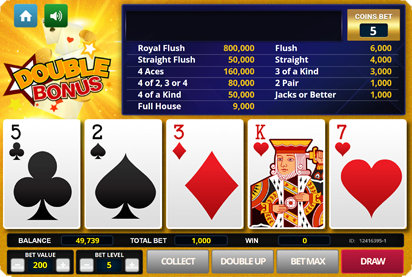 COINS BET
5
DOUBLE
BONUS
Royal Flush 800,000
Straight Flush 50,000
4 Aces 160,000
4 of 2, 3 or 4 80,000
4 of a Kind 50,000
Full House 9,000
Flush 6,000
Straight 4,000
3 of a Kind 3,000
2 Pair 1,000
Jacks or Better 1,000
5 2 3 K 7
BALANCE 49,739 TOTAL BET 1,000 WIN 0 ID: 12416395-1
BET VALUE
- 200 +
BET LEVEL
- 5 +
COLLECT DOUBLE UP BET MAX DRAW